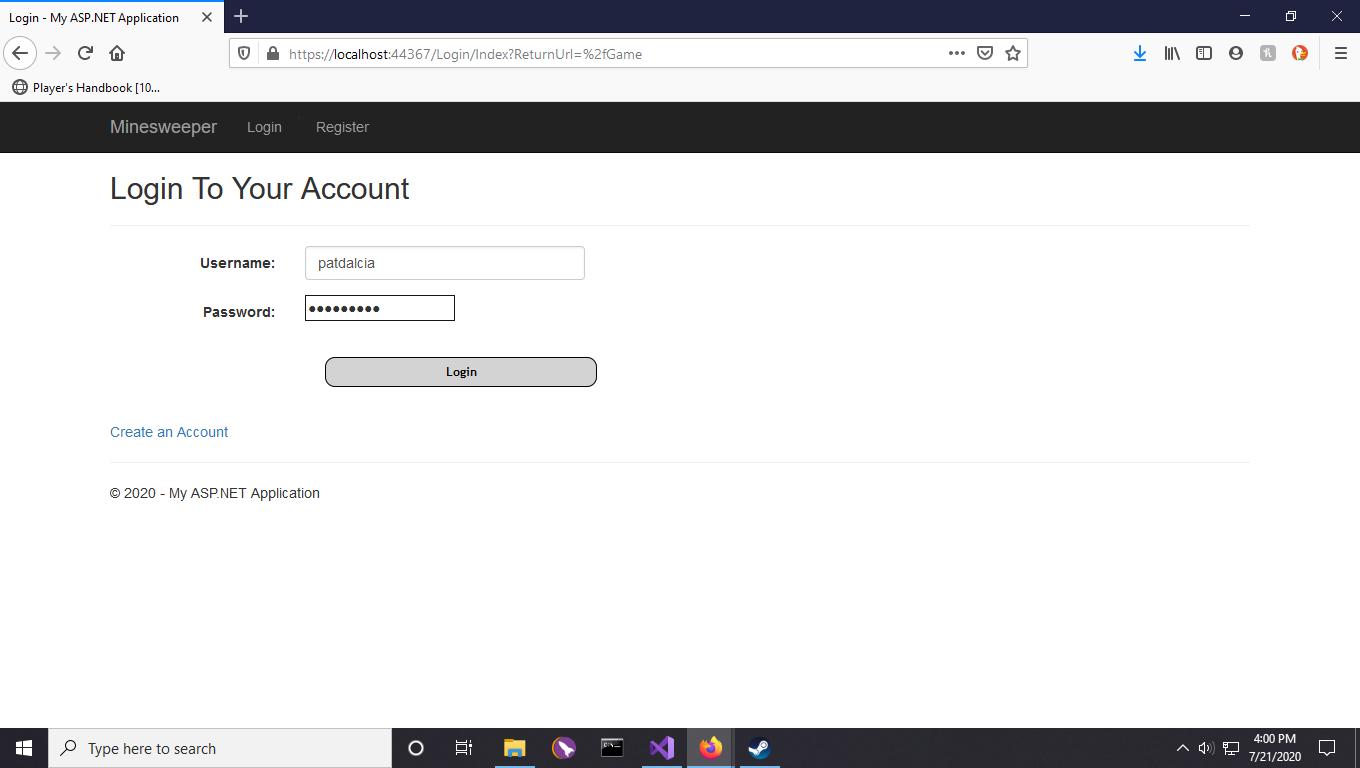 Login - My ASP.NET Application
https://localhost:44367/Login/Index?ReturnUrl=%2fGame
Player's Handbook [10...
Minesweeper Login Register
Login To Your Account
Username: patdalcia
Password: •••••••••
Login
Create an Account
© 2020 - My ASP.NET Application
Type here to search
4:00 PM
7/21/2020